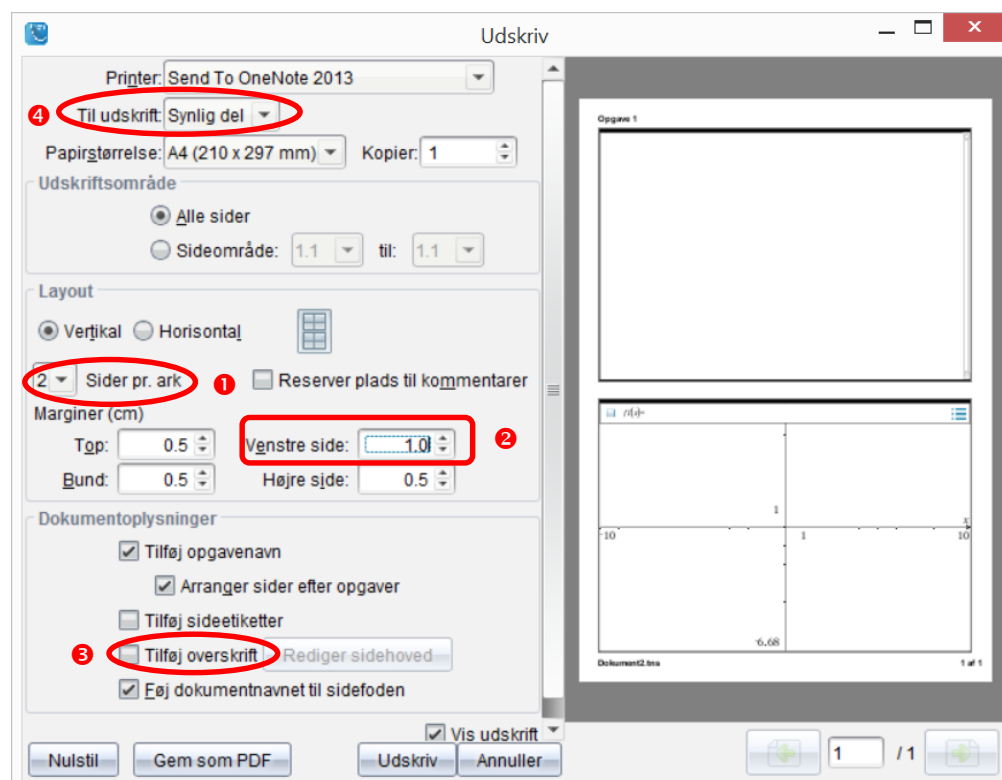 Udskriv
Printer: Send To OneNote 2013
❹ Til udskrift: Synlig del
Papirstørrelse: A4 (210 x 297 mm) Kopier: 1
Udskriftsområde
Alle sider
Sideområde: 1.1 til: 1.1
Layout
Vertikal Horisontal
2 Sider pr. ark ❶ Reserver plads til kommentarer
Marginer (cm)
Top: 0.5 Venstre side: 1.0 ❷
Bund: 0.5 Højre side: 0.5
Dokumentoplysninger
Tilføj opgavenavn
Arranger sider efter opgaver
Tilføj sideetiketter
❸ Tilføj overskrift Rediger sidehoved
Føj dokumentnavnet til sidefoden
Vis udskrift
Nulstil Gem som PDF Udskriv Annuller
Opgave 1
1
x
-10 1 10
-6.68
Dokument2.tns 1 af 1
1 / 1